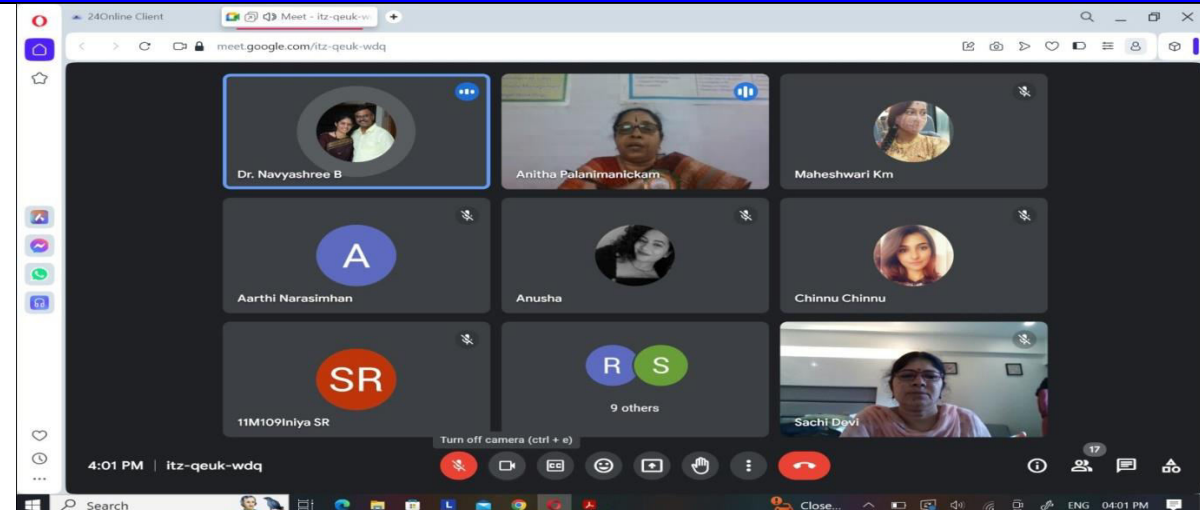 24Online Client
Meet - itz-qeuk-w
meet.google.com/itz-qeuk-wdq
Dr. Navyashree B
Anitha Palanimanickam
Maheshwari Km
A
Aarthi Narasimhan
Anusha
Chinnu Chinnu
SR
11M109Iniya SR
R S
9 others
Sachi Devi
Turn off camera (ctrl + e)
4:01 PM | itz-qeuk-wdq
CC
17
Search
L
Close...
ENG 04:01 PM